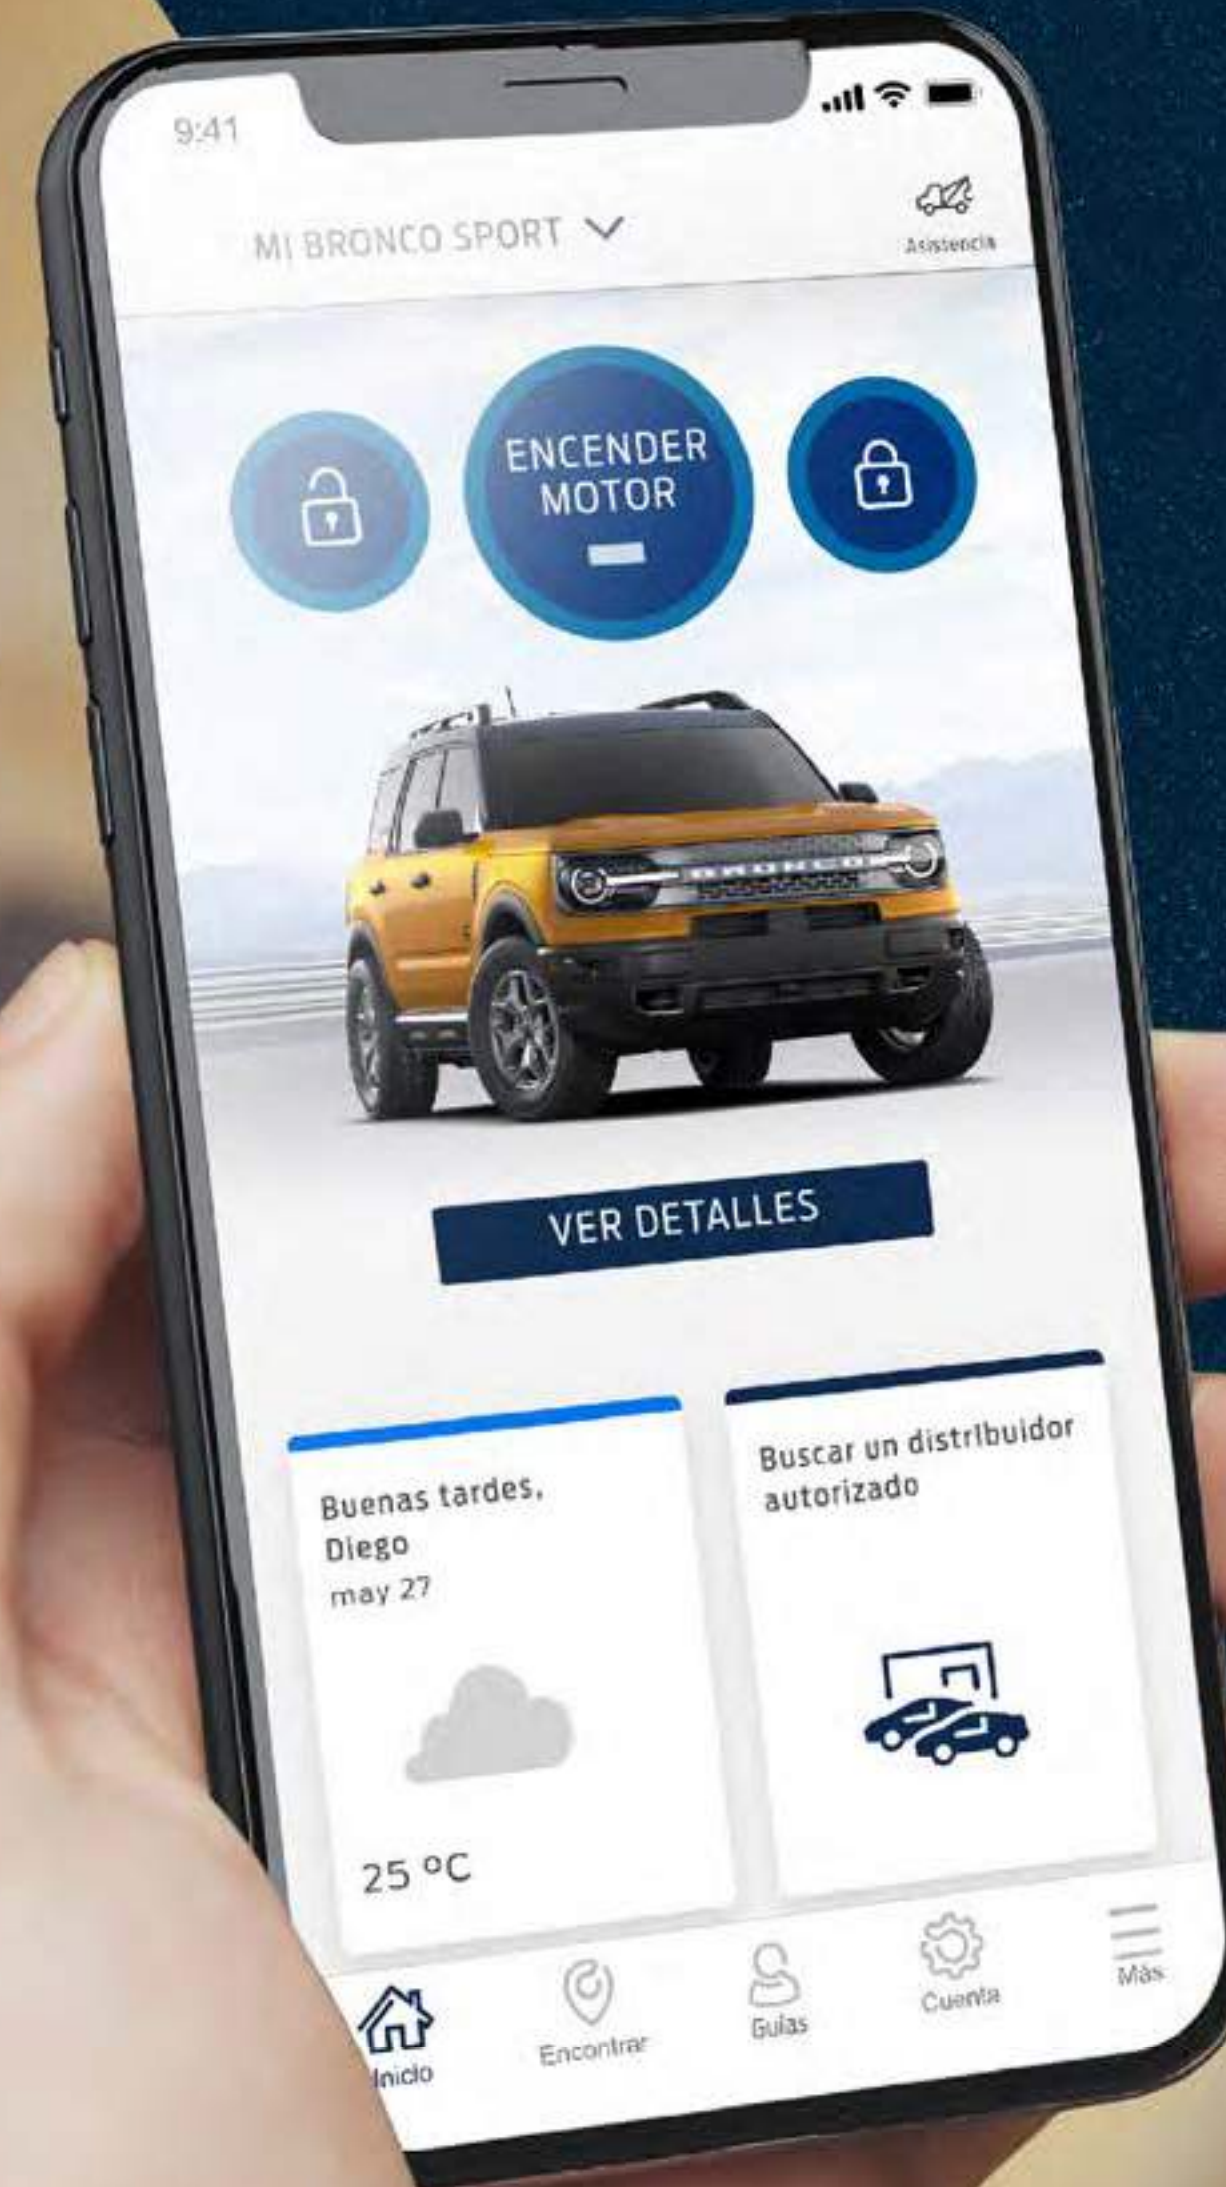 9:41
MI BRONCO SPORT
Asistencia
ENCENDER
MOTOR
BRONCO
VER DETALLES
Buenas tardes,
Diego
may 27
25 ºC
Buscar un distribuidor
autorizado
Inicio
Encontrar
Guías
Cuenta
Más